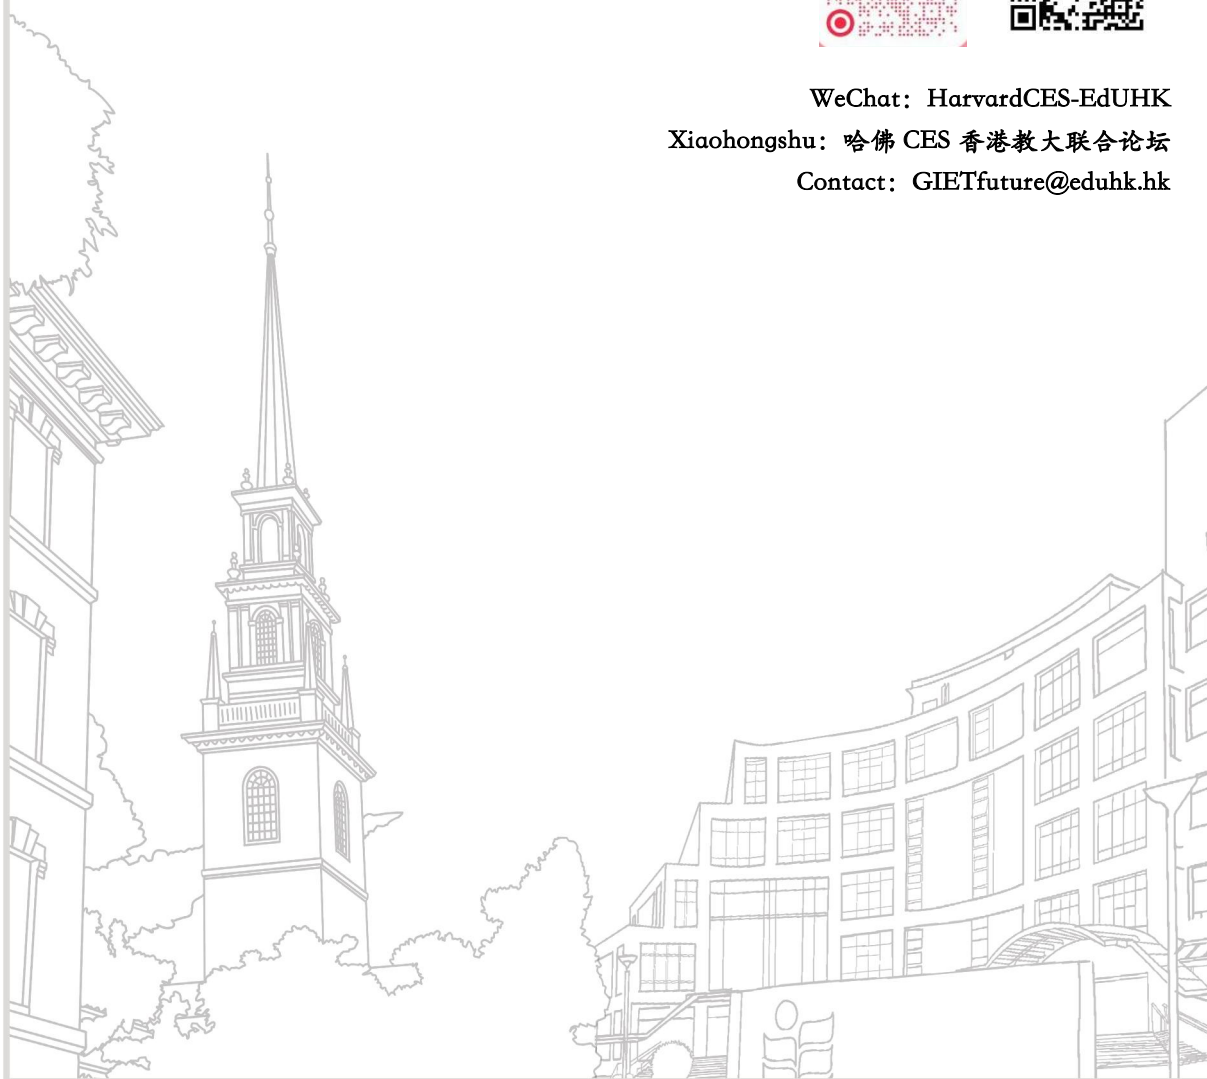 WeChat：HarvardCES-EdUHK
Xiaohongshu：哈佛 CES 香港教大联合论坛
Contact：GIETfuture@eduhk.hk